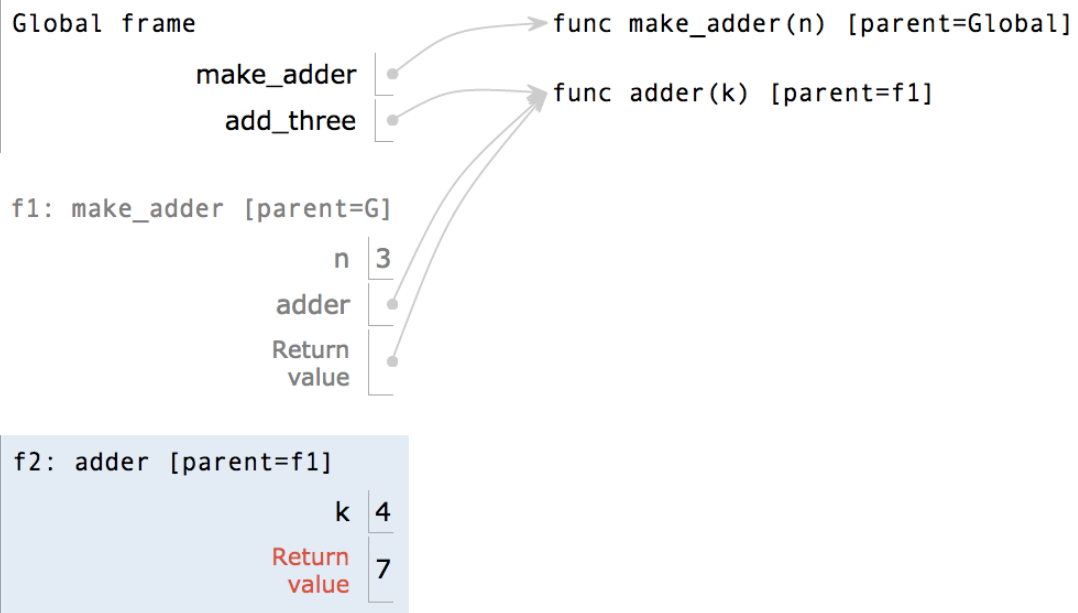 Global frame
func make_adder(n) [parent=Global]
make_adder
func adder(k) [parent=f1]
add_three
f1: make_adder [parent=G]
n 3
adder
Return
value
f2: adder [parent=f1]
k 4
Return
value 7